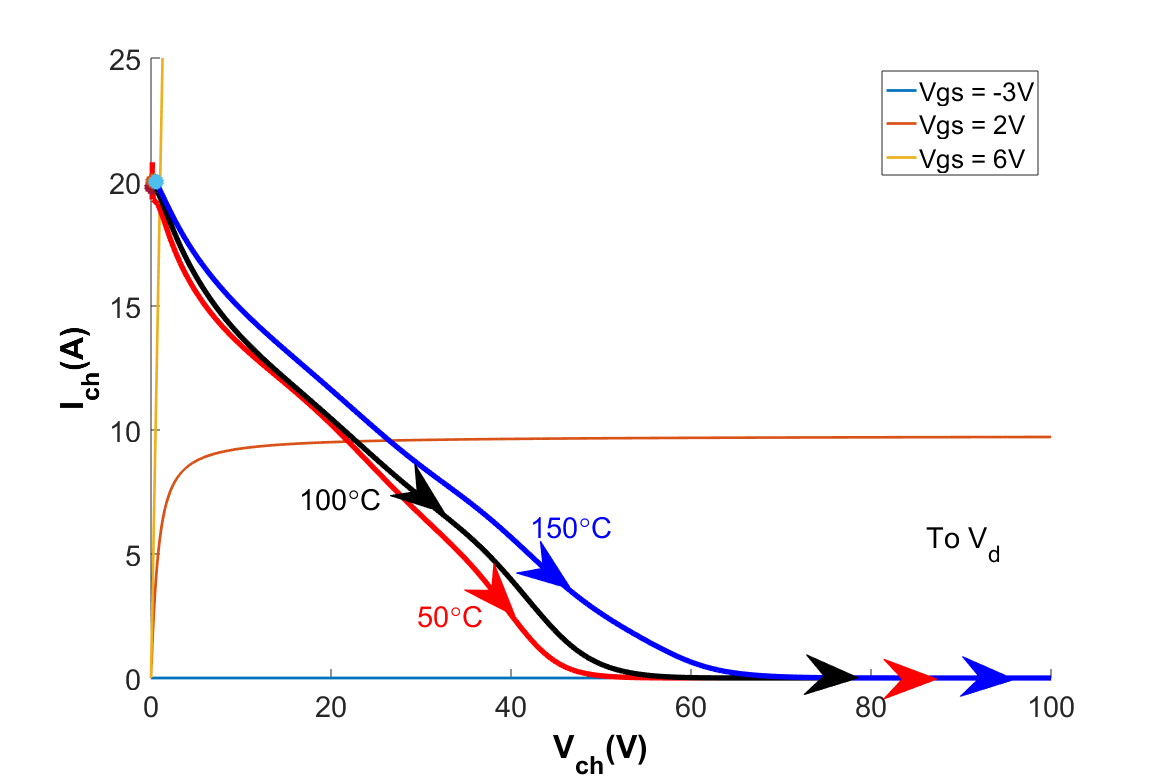 25
20
15
10
5
0
I_ch(A)
Vgs = -3V
Vgs = 2V
Vgs = 6V
100°C
150°C
50°C
To V_d
0 20 40 60 80 100
V_ch(V)